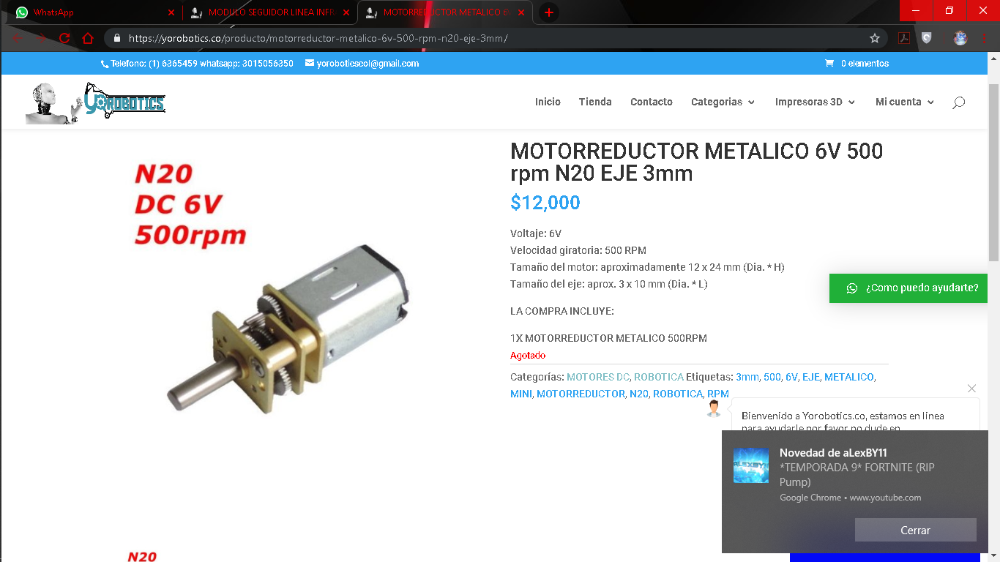 WhatsApp
MODULO SEGUIDOR LINEA INFR
MOTORREDUCTOR METALICO 6
https://yorobotics.co/producto/motorreductor-metalico-6v-500-rpm-n20-eje-3mm/
Telefono: (1) 6365459 whatsapp: 3015056350
yoroboticscol@gmail.com
0 elementos
YOROBOTICS
Inicio
Tienda
Contacto
Categorias
Impresoras 3D
Mi cuenta
N20
DC 6V
500rpm
MOTORREDUCTOR METALICO 6V 500
rpm N20 EJE 3mm
$12,000
Voltaje: 6V
Velocidad giratoria: 500 RPM
Tamaño del motor: aproximadamente 12 x 24 mm (Dia. * H)
Tamaño del eje: aprox. 3 x 10 mm (Dia. * L)
LA COMPRA INCLUYE:
1X MOTORREDUCTOR METALICO 500RPM
Agotado
Categorías: MOTORES DC, ROBOTICA Etiquetas: 3mm, 500, 6V, EJE, METALICO,
MINI, MOTORREDUCTOR, N20, ROBOTICA, RPM
¿Como puedo ayudarte?
Bienvenido a Yorobotics.co, estamos en linea
para ayudarle por favor no dude en
ALEXBY11
Novedad de aLexBY11
*TEMPORADA 9* FORTNITE (RIP
Pump)
Google Chrome • www.youtube.com
Cerrar
N20